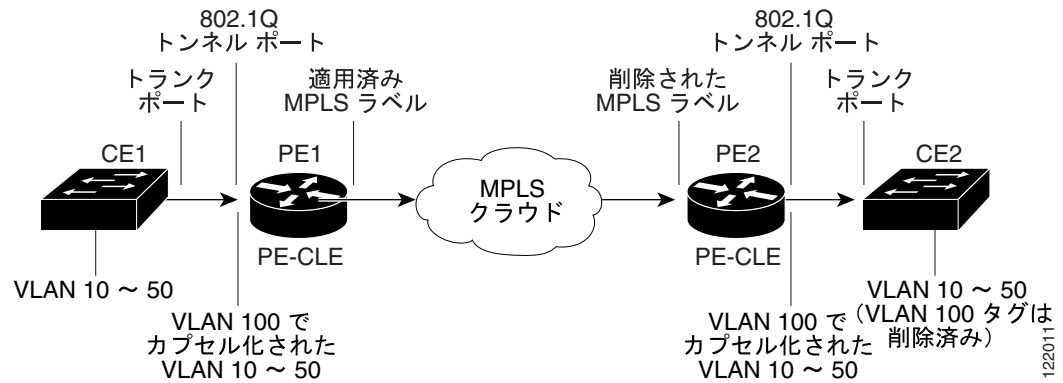 802.1Q
トンネル ポート
トランク
ポート
適用済み
MPLS ラベル
削除された
MPLS ラベル
802.1Q
トンネル ポート
トランク
ポート
CE1
PE1
MPLS
クラウド
PE2
CE2
PE-CLE
PE-CLE
VLAN 10 ～ 50
VLAN 100 で
カプセル化された
VLAN 10 ～ 50
VLAN 100 で
カプセル化された
VLAN 10 ～ 50
VLAN 10 ～ 50
（VLAN 100 タグは
削除済み）
122011